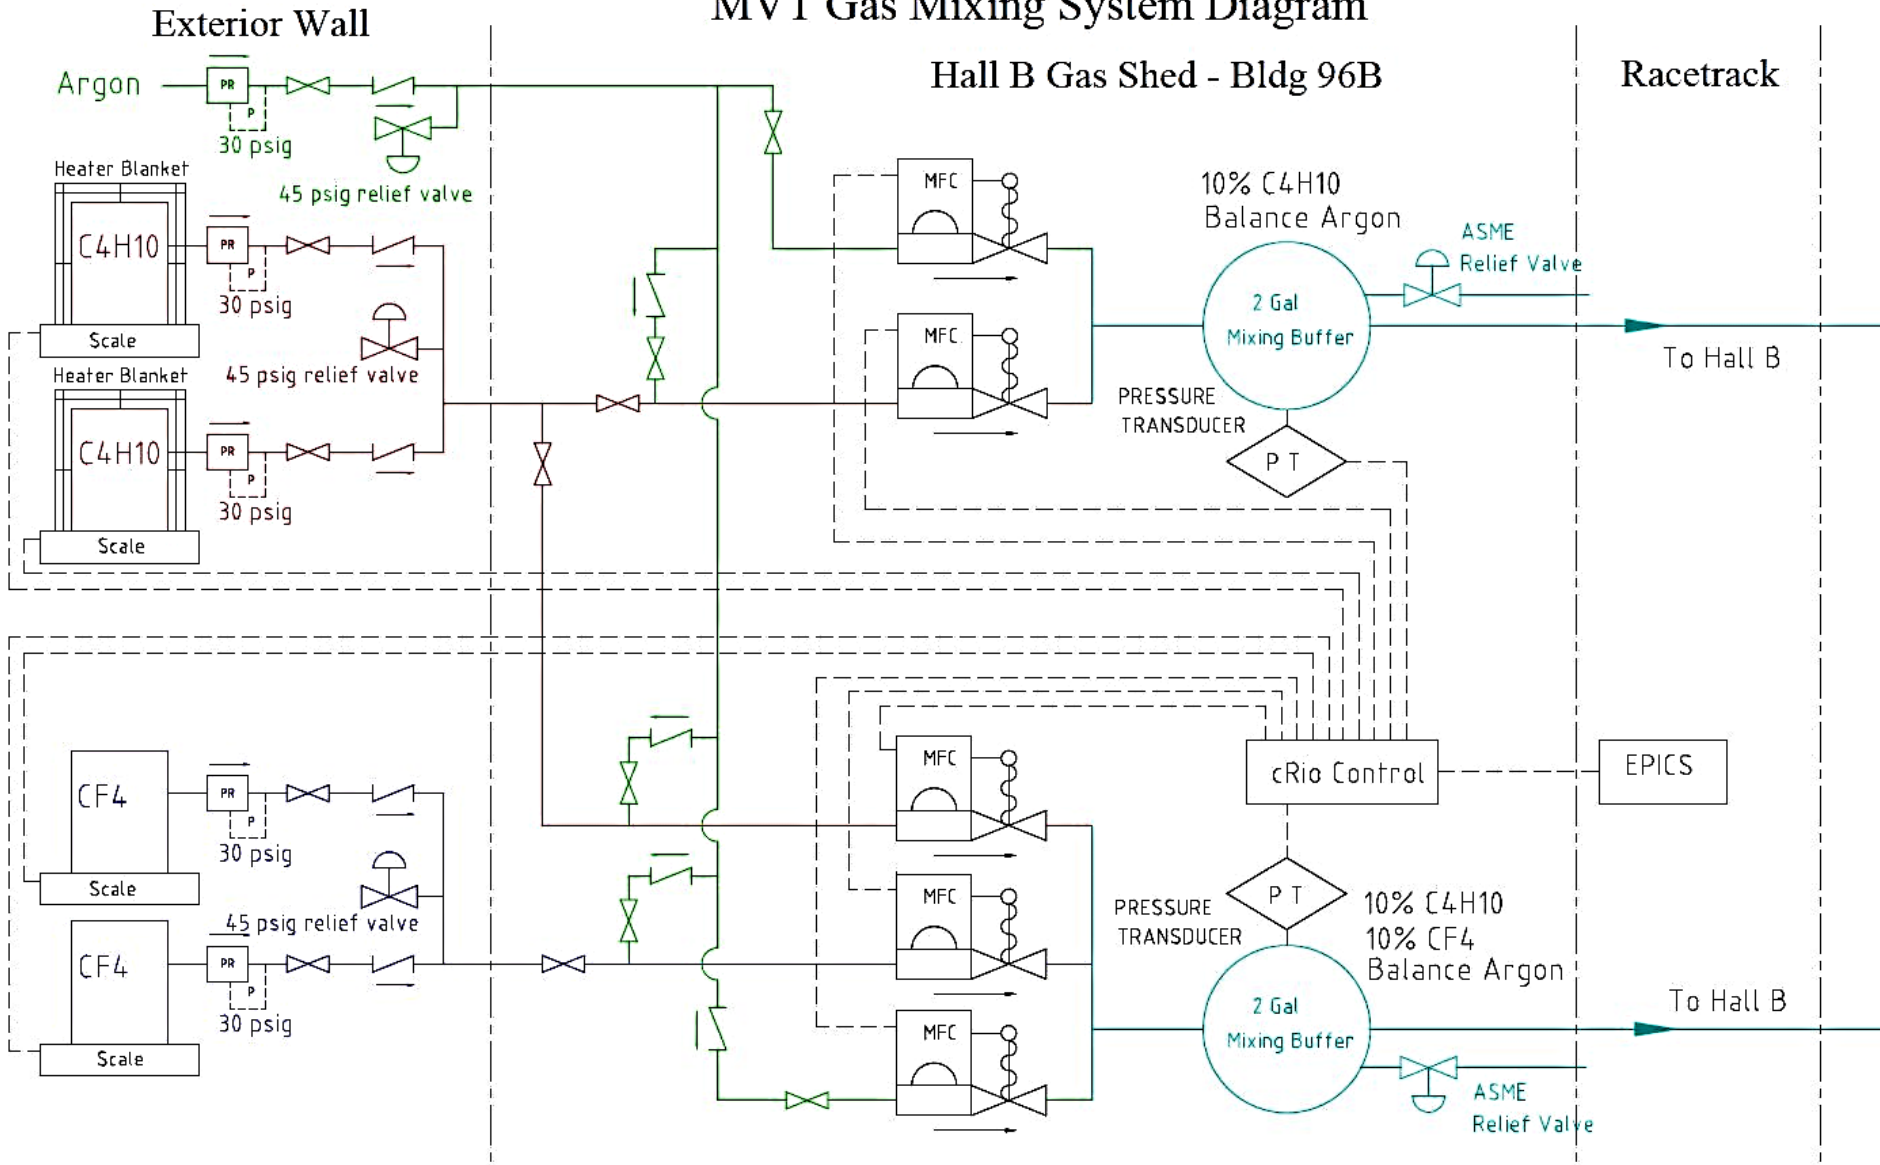 MVT Gas Mixing System Diagram
Exterior Wall
Hall B Gas Shed - Bldg 96B
Racetrack
Argon
PR
P
30 psig
45 psig relief valve
Heater Blanket
C4H10
PR
P
30 psig
Scale
45 psig relief valve
Heater Blanket
C4H10
PR
P
30 psig
Scale
MFC
MFC
10% C4H10
Balance Argon
ASME
Relief Valve
2 Gal
Mixing Buffer
To Hall B
PRESSURE
TRANSDUCER
P T
CF4
PR
P
30 psig
Scale
45 psig relief valve
CF4
PR
P
30 psig
Scale
MFC
MFC
MFC
cRio Control
EPICS
PRESSURE
TRANSDUCER
P T
10% C4H10
10% CF4
Balance Argon
2 Gal
Mixing Buffer
To Hall B
ASME
Relief Valve